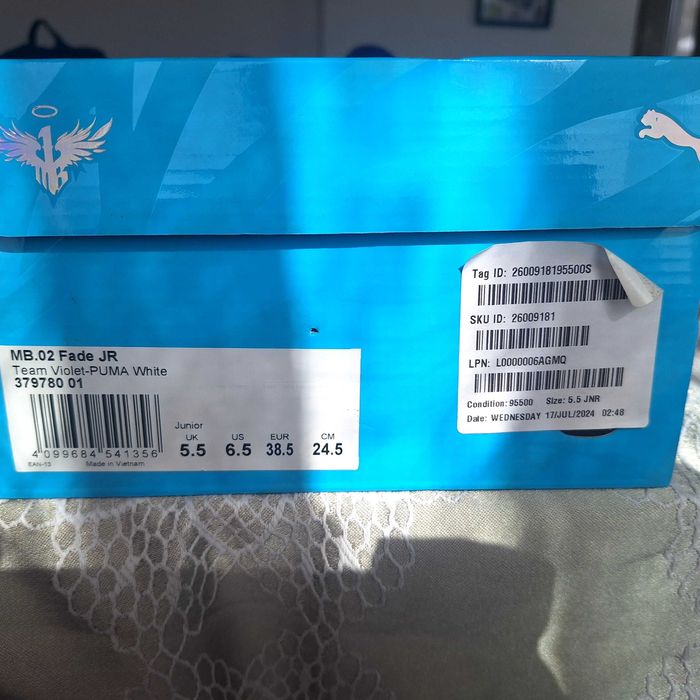 MB.02 Fade JR
Team Violet-PUMA White
379780 01
4 099684 541356
EAN-13
Made in Vietnam
Junior
UK US EUR CM
5.5 6.5 38.5 24.5
Tag ID: 2600918195500S
SKU ID: 26009181
LPN: L0000006AGMQ
Condition: 95500 Size: 5.5 JNR
Date: WEDNESDAY 17/JUL/2024 02:48